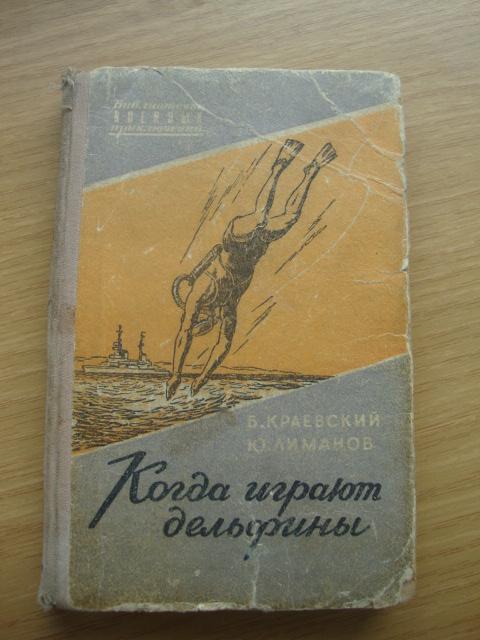 Библиотека
военных
приключений
Б. КРАЕВСКИЙ
Ю. ЛИМАНОВ
Когда играют
дельфины